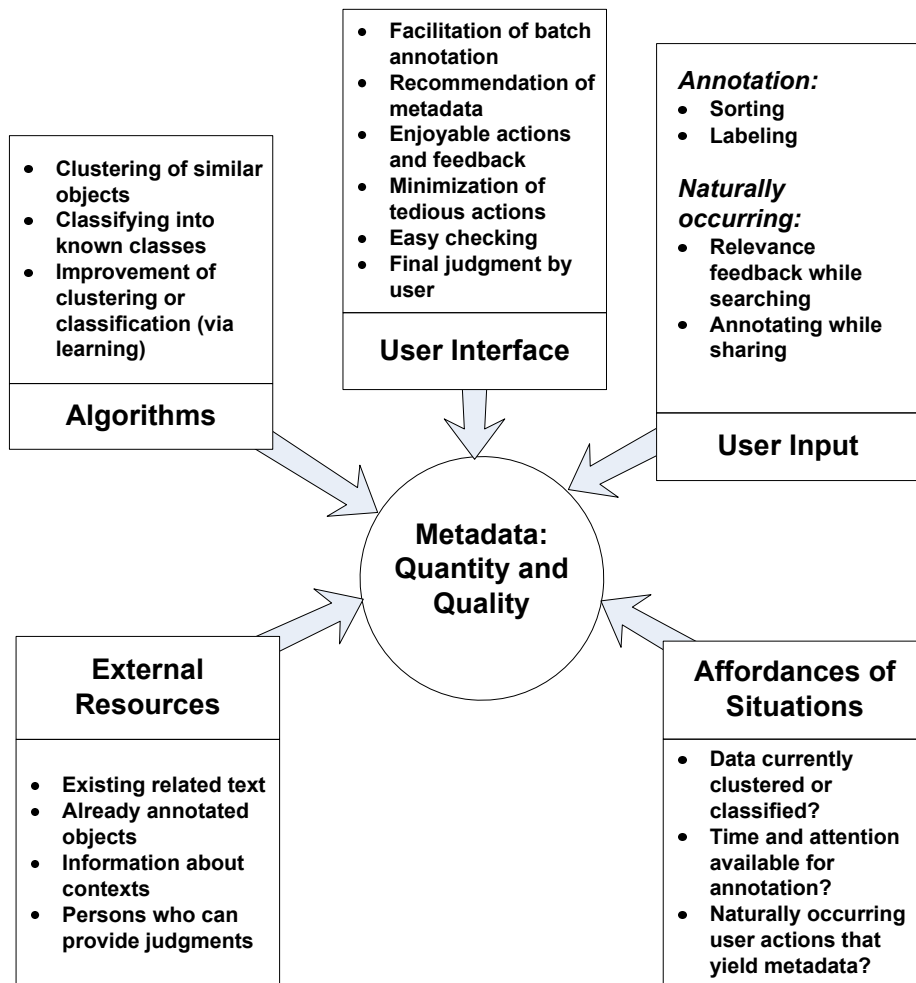 • Clustering of similar
objects
• Classifying into
known classes
• Improvement of
clustering or
classification (via
learning)
Algorithms
• Facilitation of batch
annotation
• Recommendation of
metadata
• Enjoyable actions
and feedback
• Minimization of
tedious actions
• Easy checking
• Final judgment by
user
User Interface
Annotation:
• Sorting
• Labeling
Naturally
occurring:
• Relevance
feedback while
searching
• Annotating while
sharing
User Input
Metadata:
Quantity and
Quality
External
Resources
• Existing related text
• Already annotated
objects
• Information about
contexts
• Persons who can
provide judgments
Affordances of
Situations
• Data currently
clustered or
classified?
• Time and attention
available for
annotation?
• Naturally occurring
user actions that
yield metadata?